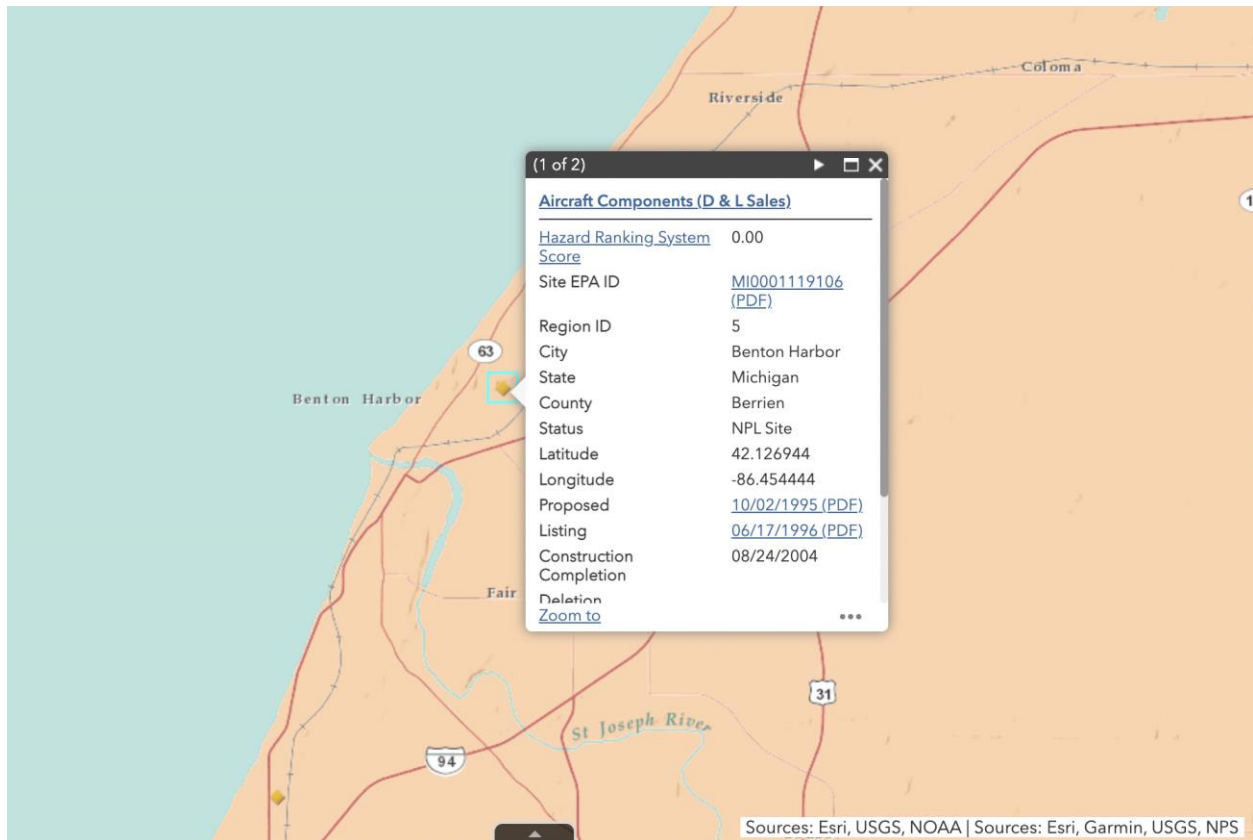 Coloma
Riverside
(1 of 2)
Aircraft Components (D & L Sales)
Hazard Ranking System Score 0.00
Site EPA ID MI0001119106 (PDF)
Region ID 5
City Benton Harbor
State Michigan
County Berrien
Status NPL Site
Latitude 42.126944
Longitude -86.454444
Proposed 10/02/1995 (PDF)
Listing 06/17/1996 (PDF)
Construction Completion 08/24/2004
Deletion
Zoom to
63
Benton Harbor
Fair
31
St Joseph River
94
Sources: Esri, USGS, NOAA | Sources: Esri, Garmin, USGS, NPS